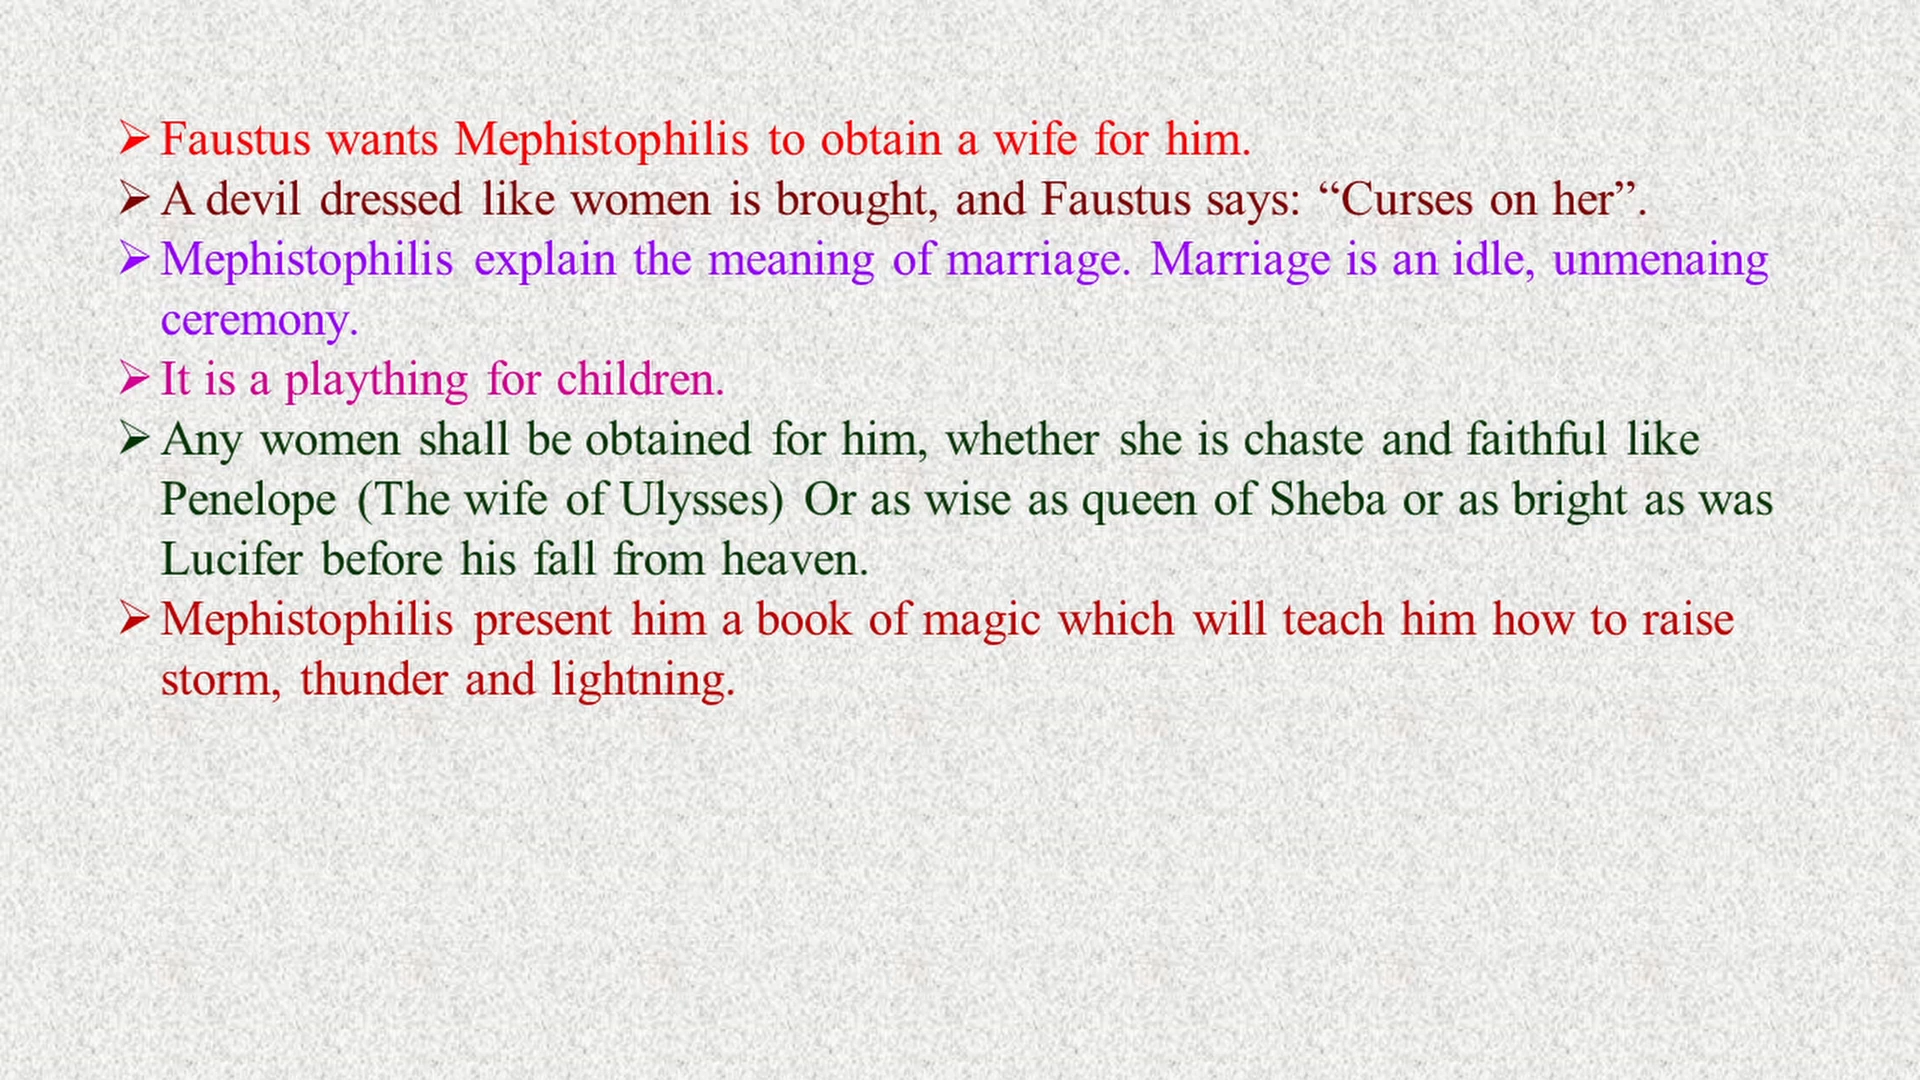 ➢ Faustus wants Mephistophilis to obtain a wife for him.
➢ A devil dressed like women is brought, and Faustus says: “Curses on her”.
➢ Mephistophilis explain the meaning of marriage. Marriage is an idle, unmenaing
ceremony.
➢ It is a plaything for children.
➢ Any women shall be obtained for him, whether she is chaste and faithful like
Penelope (The wife of Ulysses) Or as wise as queen of Sheba or as bright as was
Lucifer before his fall from heaven.
➢ Mephistophilis present him a book of magic which will teach him how to raise
storm, thunder and lightning.